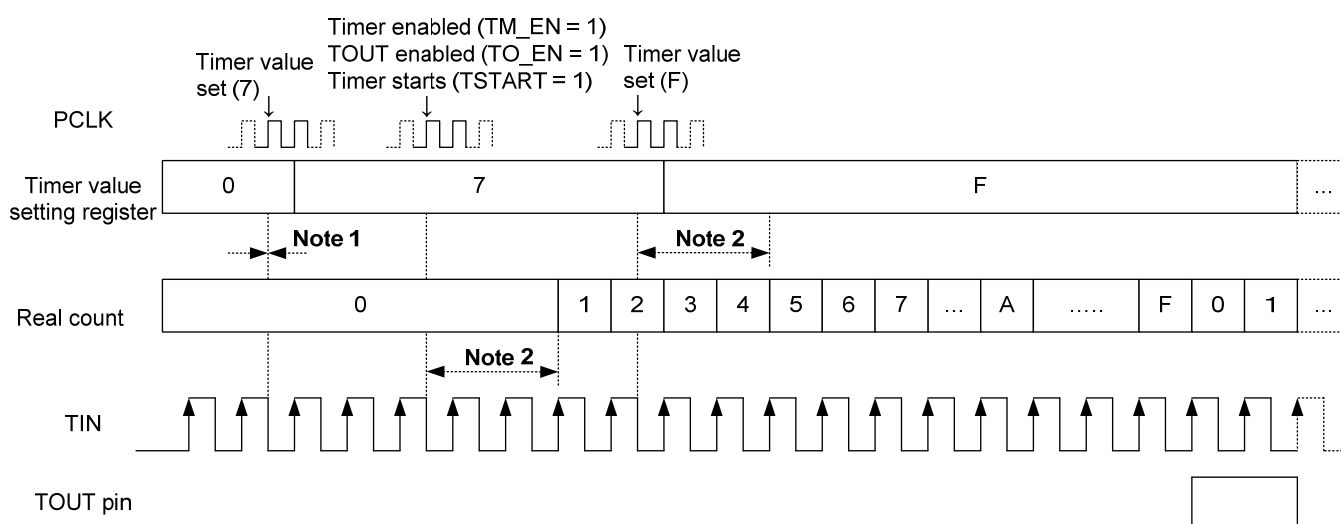 Timer enabled (TM_EN = 1)
TOUT enabled (TO_EN = 1)
Timer starts (TSTART = 1)
Timer value
set (7)
Timer value
set (F)
PCLK
Timer value
setting register
0
7
F
...
Note 1
Note 2
Real count
0
1
2
3
4
5
6
7
...
A
.....
F
0
1
...
Note 2
TIN
TOUT pin